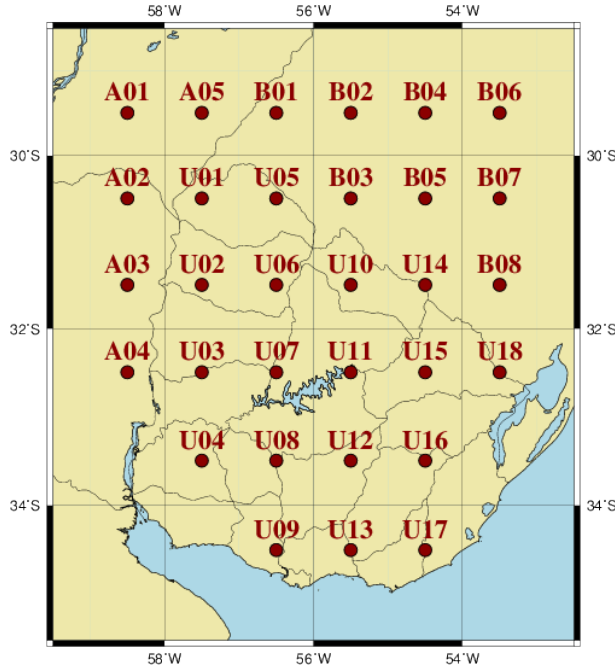 58°W 56°W 54°W
A01 A05 B01 B02 B04 B06
30°S 30°S
A02 U01 U05 B03 B05 B07
A03 U02 U06 U10 U14 B08
32°S 32°S
A04 U03 U07 U11 U15 U18
U04 U08 U12 U16
34°S 34°S
U09 U13 U17
58°W 56°W 54°W